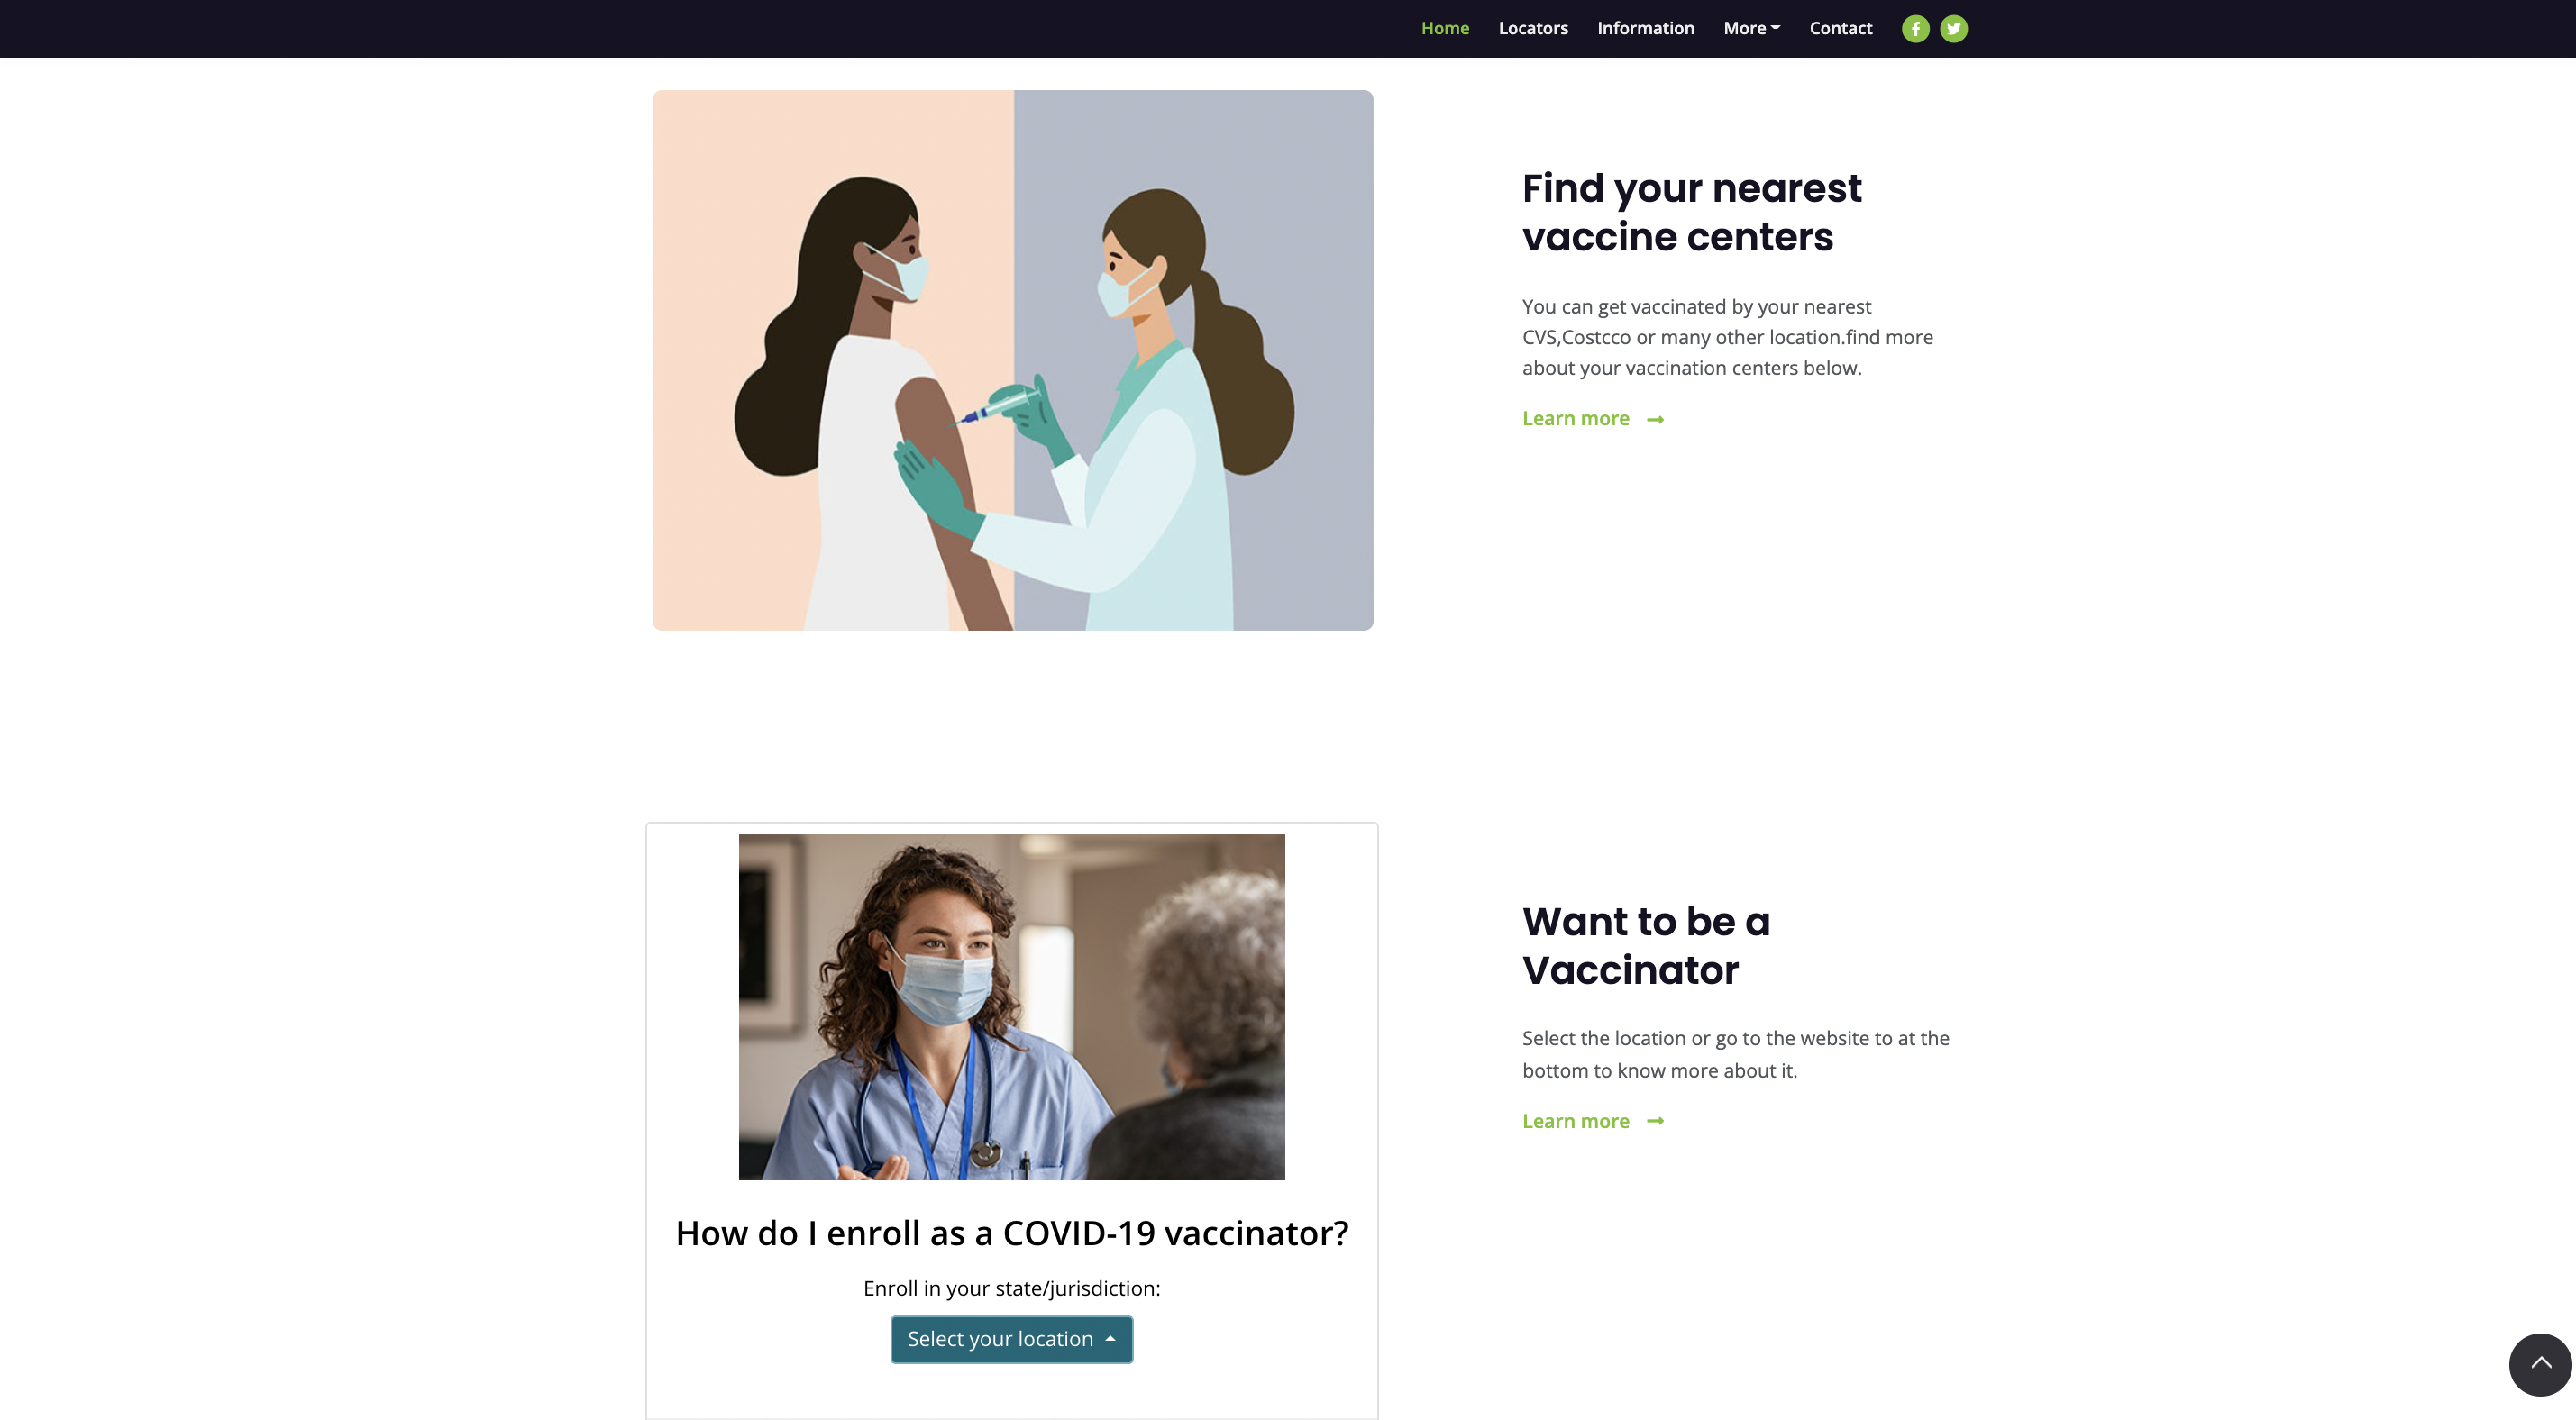 Home Locators Information More Contact
Find your nearest
vaccine centers
You can get vaccinated by your nearest
CVS,Costcco or many other location.find more
about your vaccination centers below.
Learn more
Want to be a
Vaccinator
Select the location or go to the website to at the
bottom to know more about it.
Learn more
How do I enroll as a COVID-19 vaccinator?
Enroll in your state/jurisdiction:
Select your location